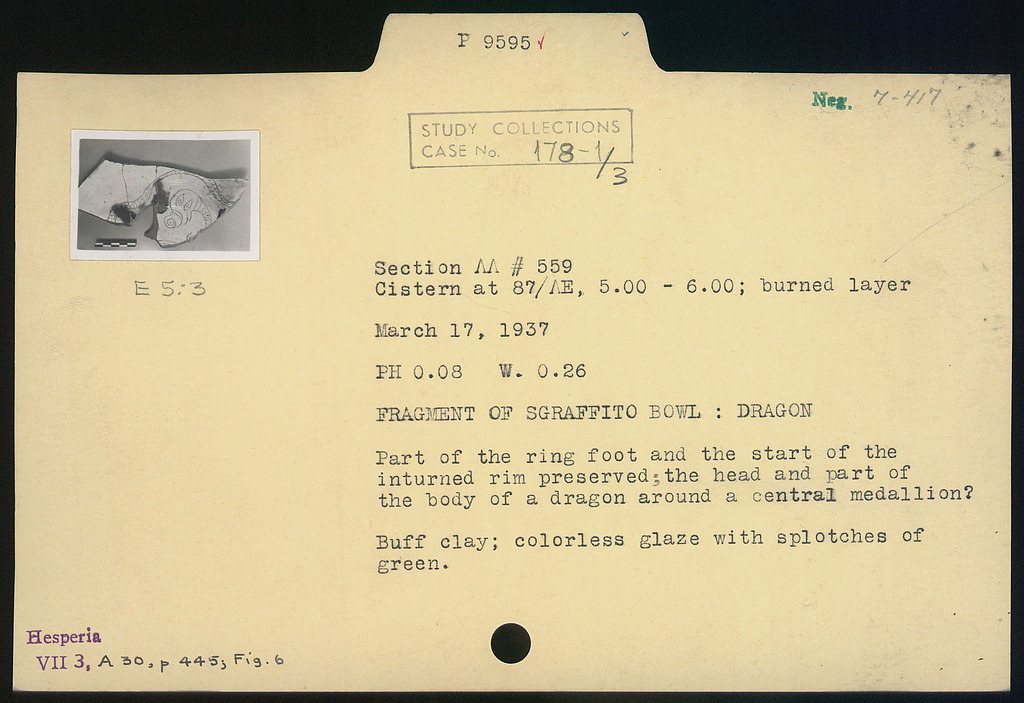 P 9595 ✓
Neg. 7-417
STUDY COLLECTIONS
CASE No. 178-1/3
E 5:3
Section ΛΛ # 559
Cistern at 87/ΛE, 5.00 - 6.00; burned layer
March 17, 1937
PH 0.08 W. 0.26
FRAGMENT OF SGRAFFITO BOWL : DRAGON
Part of the ring foot and the start of the
inturned rim preserved; the head and part of
the body of a dragon around a central medallion?
Buff clay; colorless glaze with splotches of
green.
Hesperia
VII 3, A 30, p 445, Fig. 6